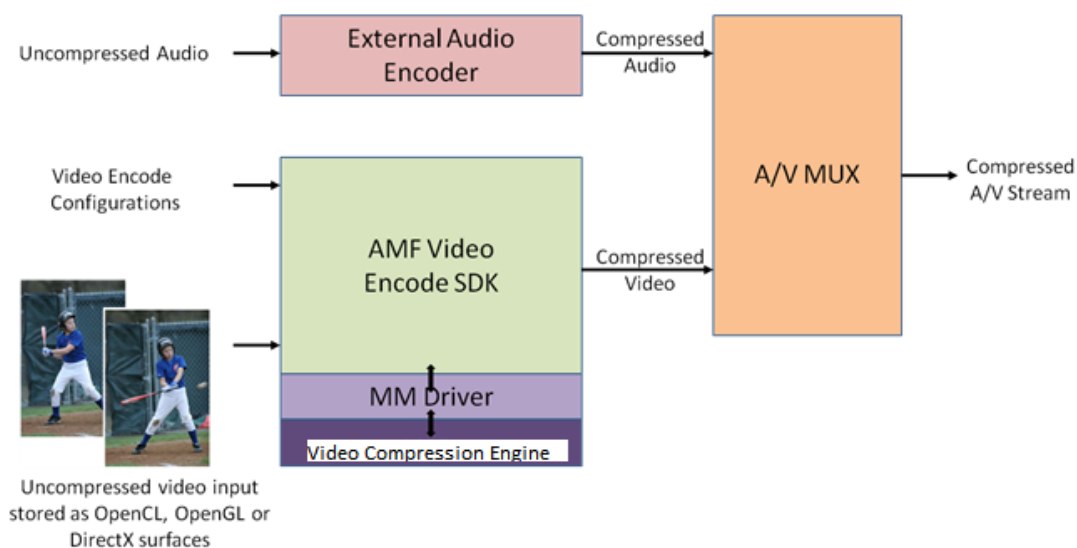 Uncompressed Audio
External Audio
Encoder
Compressed
Audio
Video Encode
Configurations
AMF Video
Encode SDK
A/V MUX
Compressed
A/V Stream
Compressed
Video
MM Driver
Video Compression Engine
Uncompressed video input
stored as OpenCL, OpenGL or
DirectX surfaces